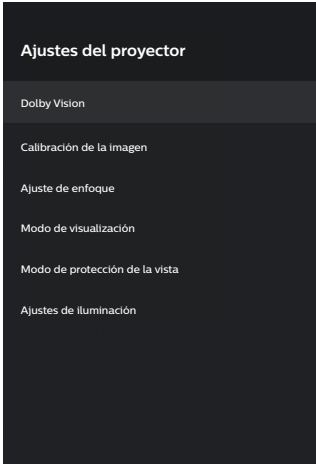 Ajustes del proyector
Dolby Vision
Calibración de la imagen
Ajuste de enfoque
Modo de visualización
Modo de protección de la vista
Ajustes de iluminación